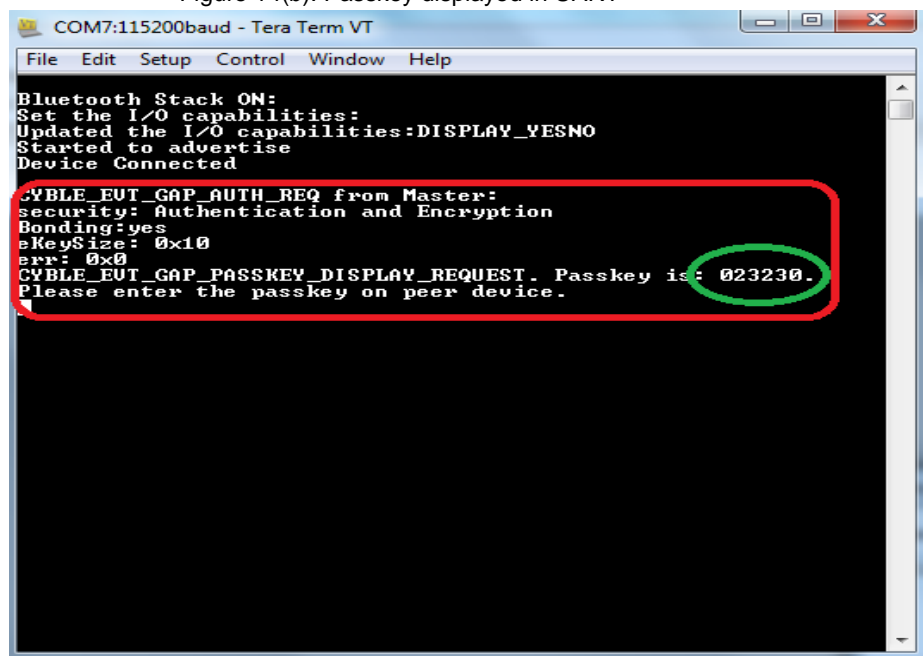 COM7:115200baud - Tera Term VT
File Edit Setup Control Window Help
Bluetooth Stack ON:
Set the I/O capabilities:
Updated the I/O capabilities:DISPLAY_YESNO
Started to advertise
Device Connected
CYBLE_EVT_GAP_AUTH_REQ from Master:
security: Authentication and Encryption
Bonding:yes
eKeySize: 0x10
err: 0x0
CYBLE_EVT_GAP_PASSKEY_DISPLAY_REQUEST. Passkey is: 023230.
Please enter the passkey on peer device.